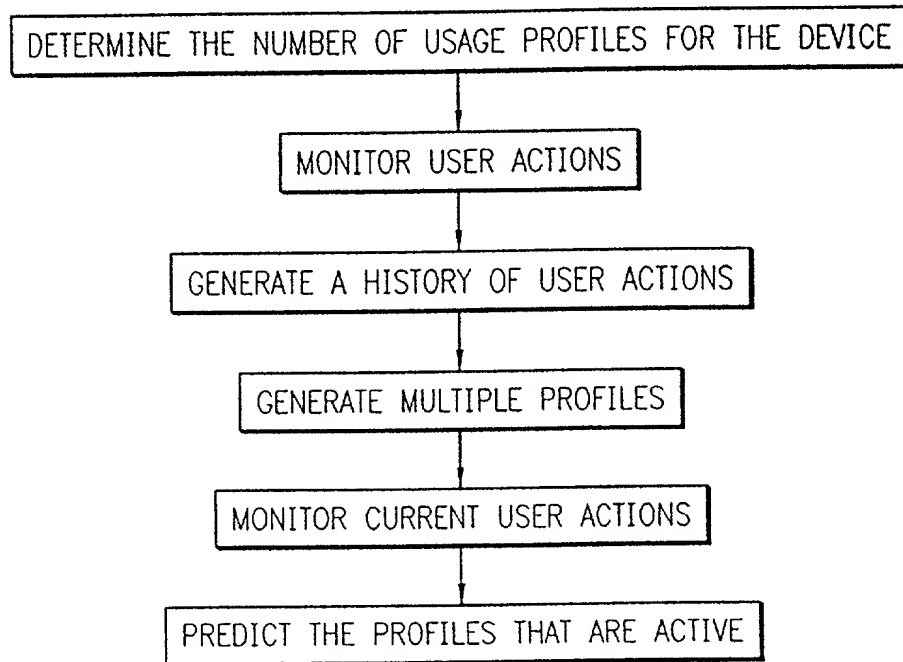 DETERMINE THE NUMBER OF USAGE PROFILES FOR THE DEVICE
MONITOR USER ACTIONS
GENERATE A HISTORY OF USER ACTIONS
GENERATE MULTIPLE PROFILES
MONITOR CURRENT USER ACTIONS
PREDICT THE PROFILES THAT ARE ACTIVE